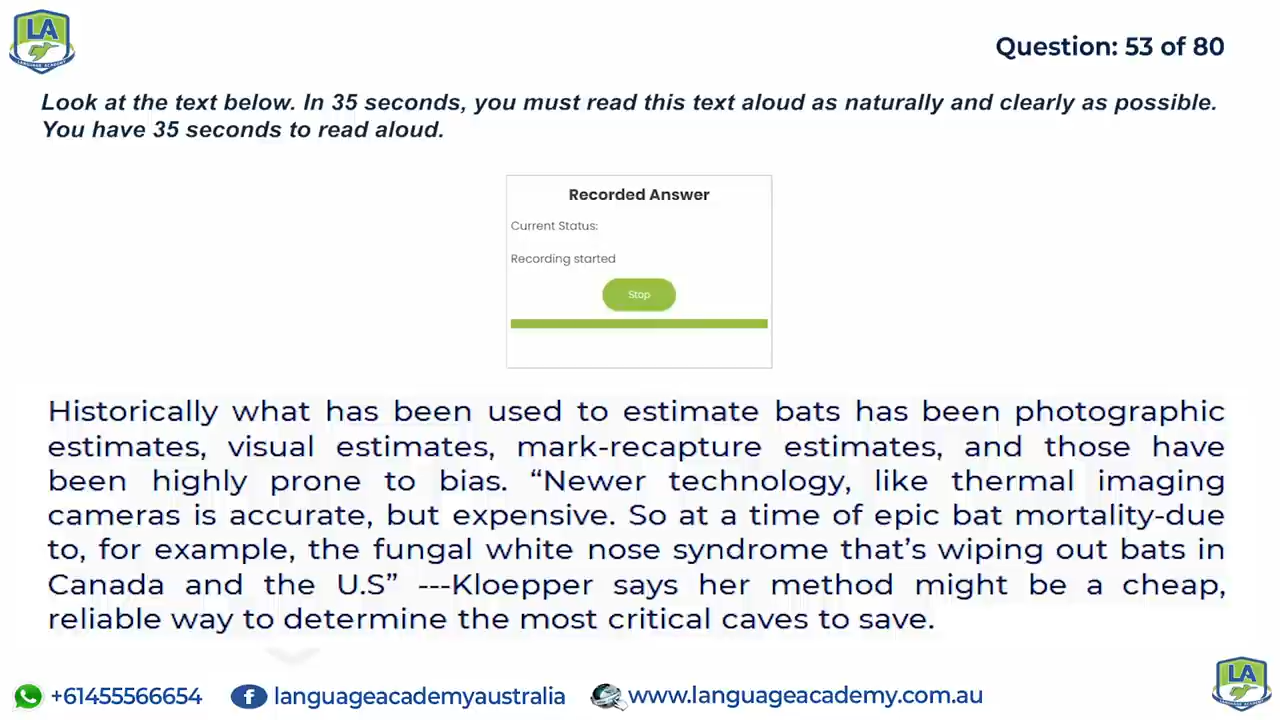 LA
LANGUAGE ACADEMY
Question: 53 of 80
Look at the text below. In 35 seconds, you must read this text aloud as naturally and clearly as possible.
You have 35 seconds to read aloud.
Recorded Answer
Current Status:
Recording started
Stop
Historically what has been used to estimate bats has been photographic
estimates, visual estimates, mark-recapture estimates, and those have
been highly prone to bias. “Newer technology, like thermal imaging
cameras is accurate, but expensive. So at a time of epic bat mortality-due
to, for example, the fungal white nose syndrome that’s wiping out bats in
Canada and the U.S” ---Kloepper says her method might be a cheap,
reliable way to determine the most critical caves to save.
+61455566654 languageacademyaustralia www.languageacademy.com.au
LA
LANGUAGE ACADEMY